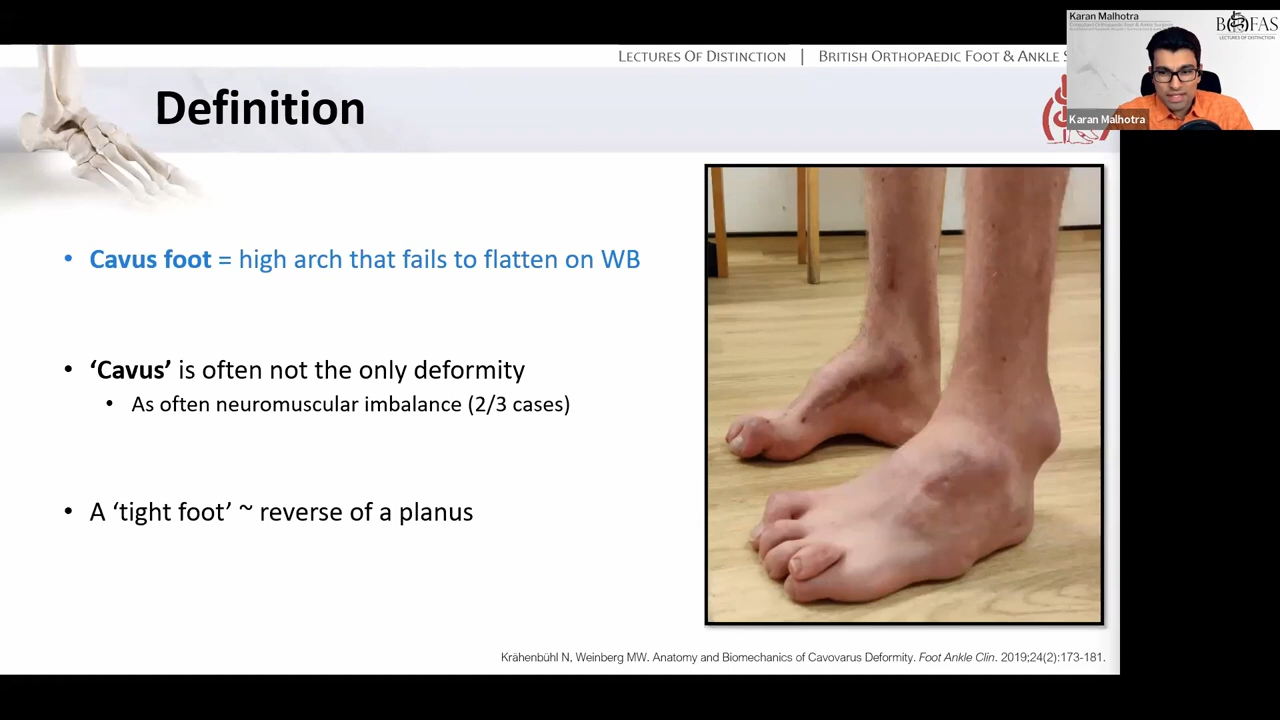 Karan Malhotra
LECTURES OF DISTINCTION | BRITISH ORTHOPAEDIC FOOT & ANKLE S
BOFAS
LECTURES OF DISTINCTION
Karan Malhotra
Definition
• Cavus foot = high arch that fails to flatten on WB
• ‘Cavus’ is often not the only deformity
• As often neuromuscular imbalance (2/3 cases)
• A ‘tight foot’ ~ reverse of a planus
Krähenbühl N, Weinberg MW. Anatomy and Biomechanics of Cavovarus Deformity. Foot Ankle Clin. 2019;24(2):173-181.